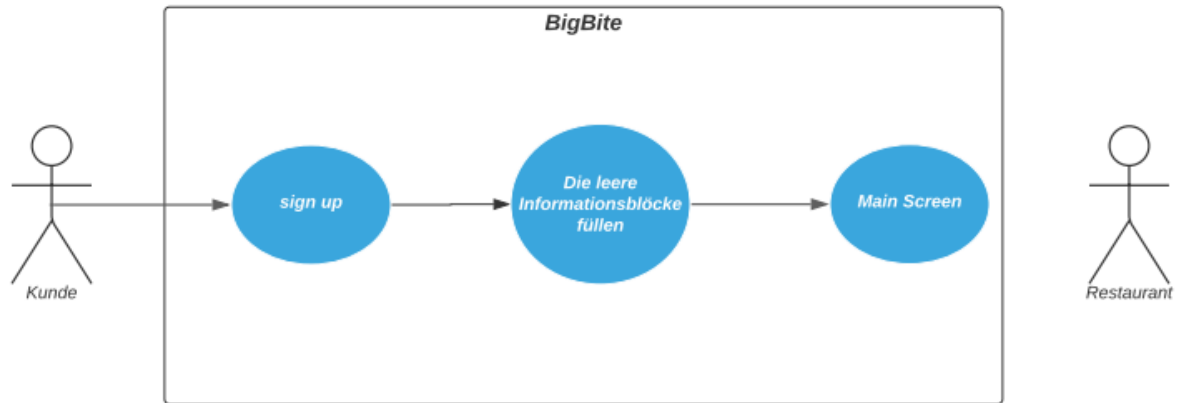 BigBite
sign up
Die leere
Informationsblöcke
füllen
Main Screen
Kunde
Restaurant